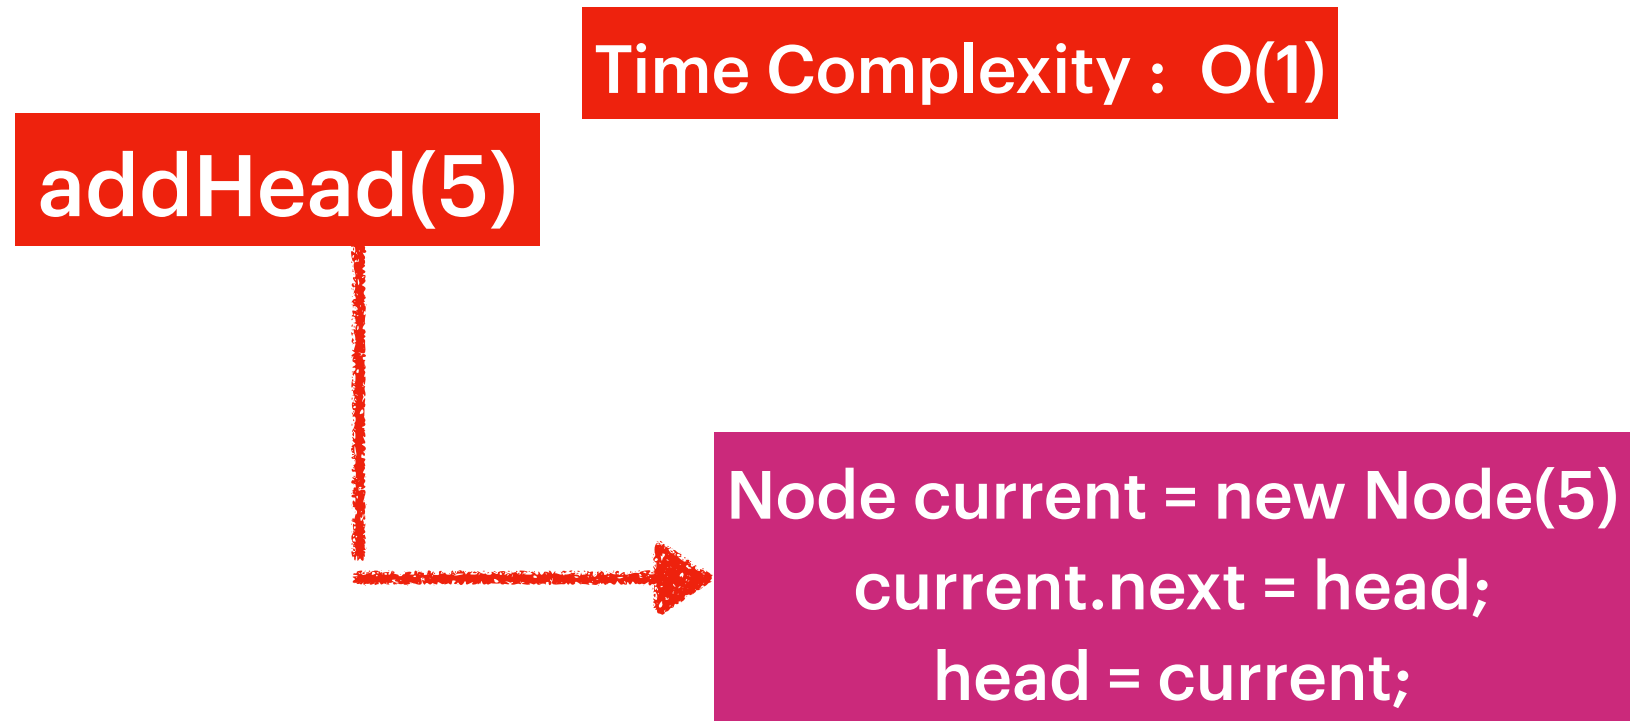 Time Complexity : O(1)
addHead(5)
Node current = new Node(5)
current.next = head;
head = current;